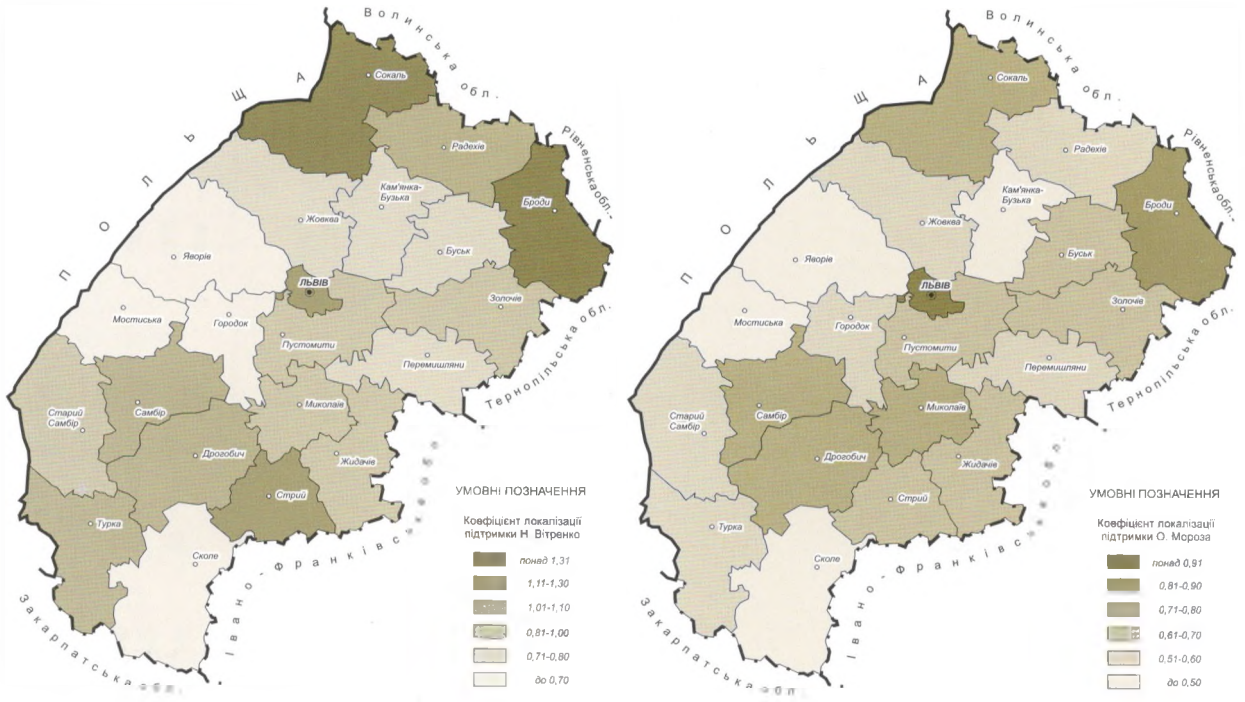 Волинська обл.
ПОЛЬЩА
Рівненська обл.
Сокаль
Радехів
Кам'янка-
Бузька
Броди
Жовква
Буськ
Яворів
ЛЬВІВ
Золочів
Мостиська
Городок
Пустомити
Перемишляни
Тернопільська обл.
Самбір
Миколаїв
Старий
Самбір
Дрогобич
Жидачів
Стрий
Турка
Сколе
Івано-Франківська обл.
Закарпатська обл.
УМОВНІ ПОЗНАЧЕННЯ
Коефіцієнт локалізації
підтримки Н. Вітренко
понад 1,31
1,11-1,30
1,01-1,10
0,81-1,00
0,71-0,80
до 0,70
Волинська обл.
ПОЛЬЩА
Рівненська обл.
Сокаль
Радехів
Кам'янка-
Бузька
Броди
Жовква
Буськ
Яворів
ЛЬВІВ
Золочів
Мостиська
Городок
Пустомити
Перемишляни
Тернопільська обл.
Самбір
Миколаїв
Старий
Самбір
Дрогобич
Жидачів
Стрий
Турка
Сколе
Івано-Франківська обл.
Закарпатська обл
УМОВНІ ПОЗНАЧЕННЯ
Коефіцієнт локалізації
підтримки О. Мороза
понад 0,91
0,81-0,90
0,71-0,80
0,61-0,70
0,51-0,60
до 0,50